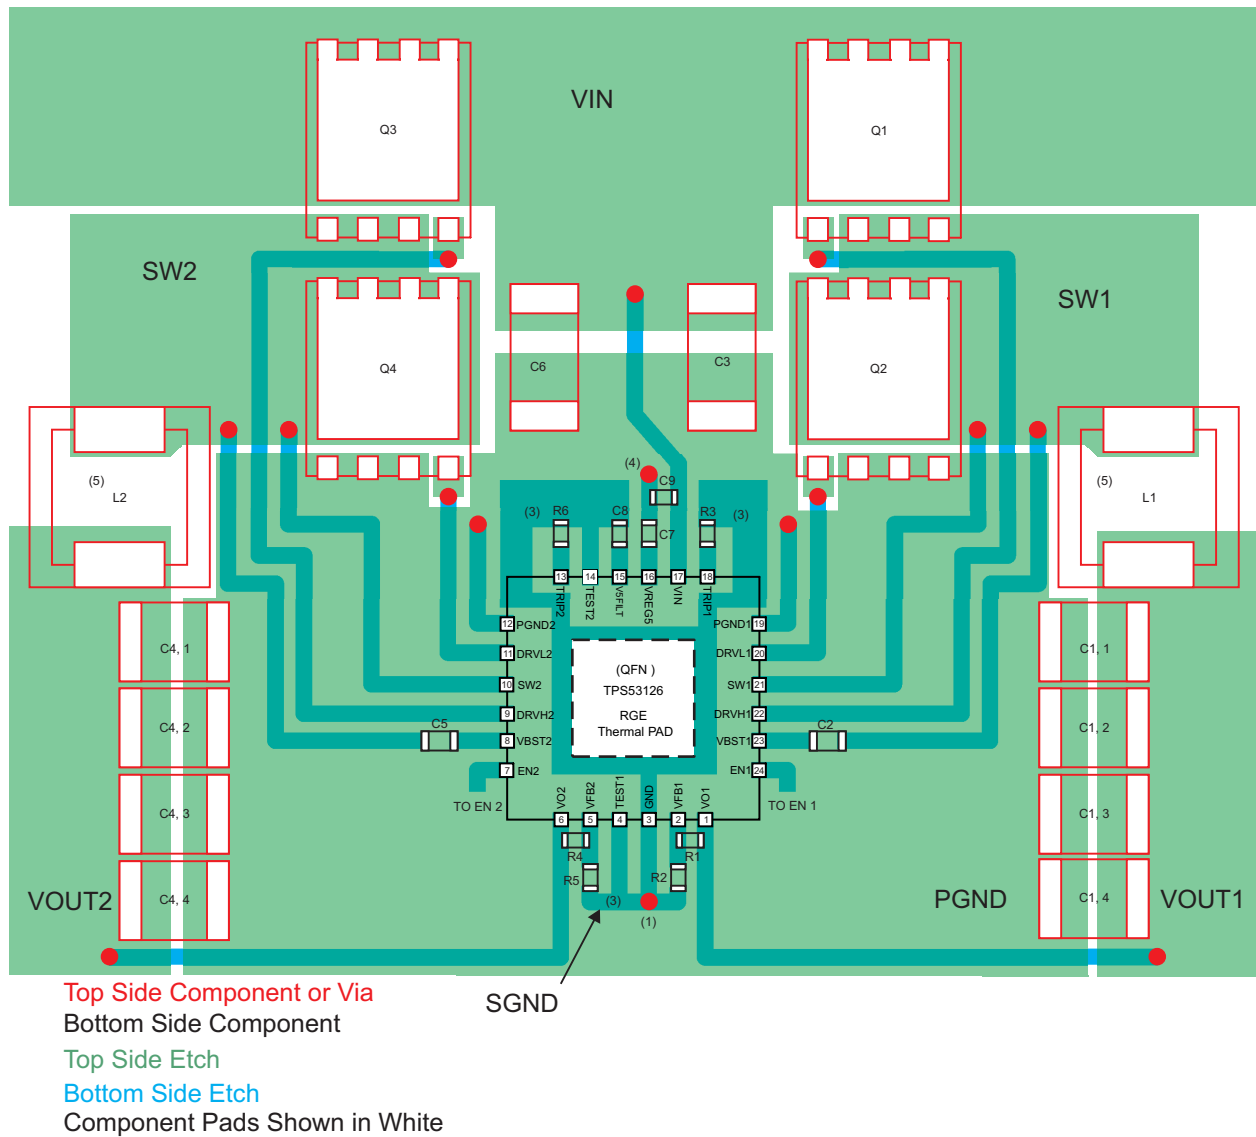 VIN
Q3
Q1
SW2
SW1
Q4
C6
C3
Q2
(5)
L2
(4)
C9
(5)
L1
(3)
R6
C8
C7
R3
(3)
13
14
15
16
17
18
TRIP2
TEST2
V5FILT
VREG5
VIN
TRIP1
12
PGND2
PGND1
19
11
DRVL2
DRVL1
20
10
SW2
SW1
21
9
DRVH2
DRVH1
22
8
VBST2
VBST1
23
7
EN2
EN1
24
(QFN )
TPS53126
RGE
Thermal PAD
C5
C2
TO EN 2
TO EN 1
VO2
VFB2
TEST1
GND
VFB1
VO1
6
5
4
3
2
1
R4
R1
R5
R2
(3)
(1)
C4, 1
C4, 2
C4, 3
C4, 4
C1, 1
C1, 2
C1, 3
C1, 4
VOUT2
PGND
VOUT1
SGND
Top Side Component or Via
Bottom Side Component
Top Side Etch
Bottom Side Etch
Component Pads Shown in White